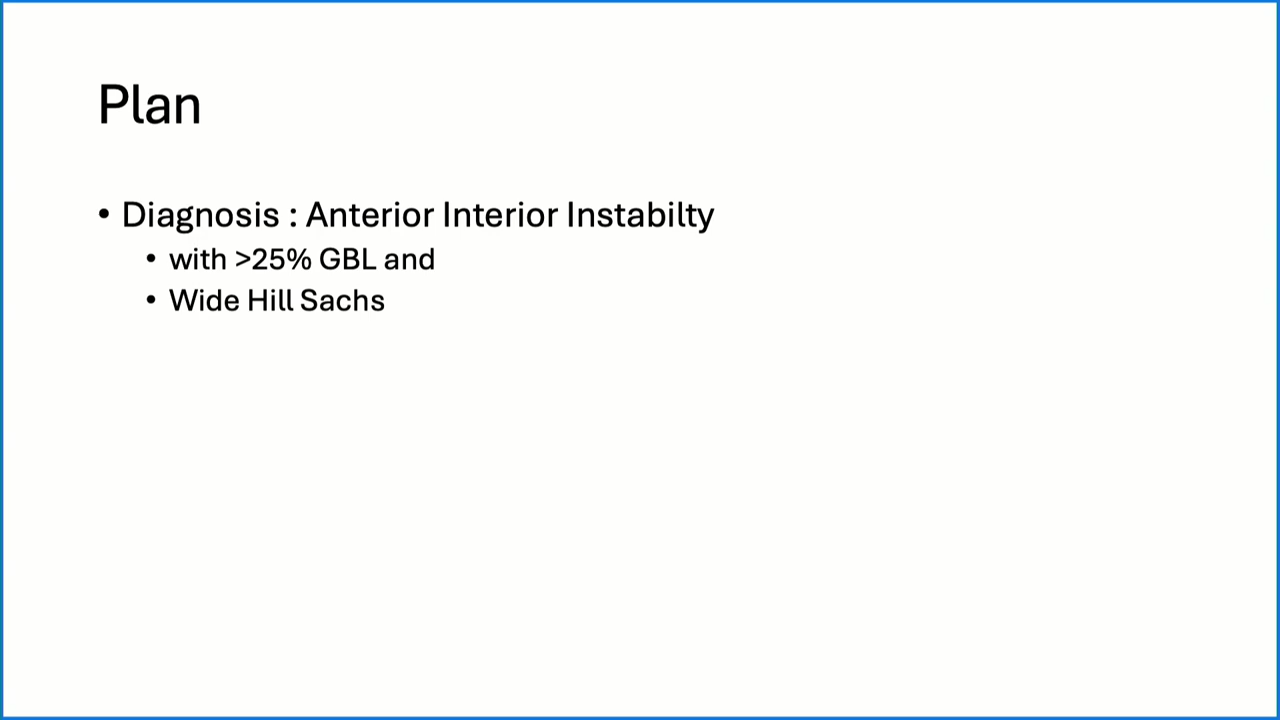 Plan
• Diagnosis : Anterior Interior Instabilty
• with >25% GBL and
• Wide Hill Sachs